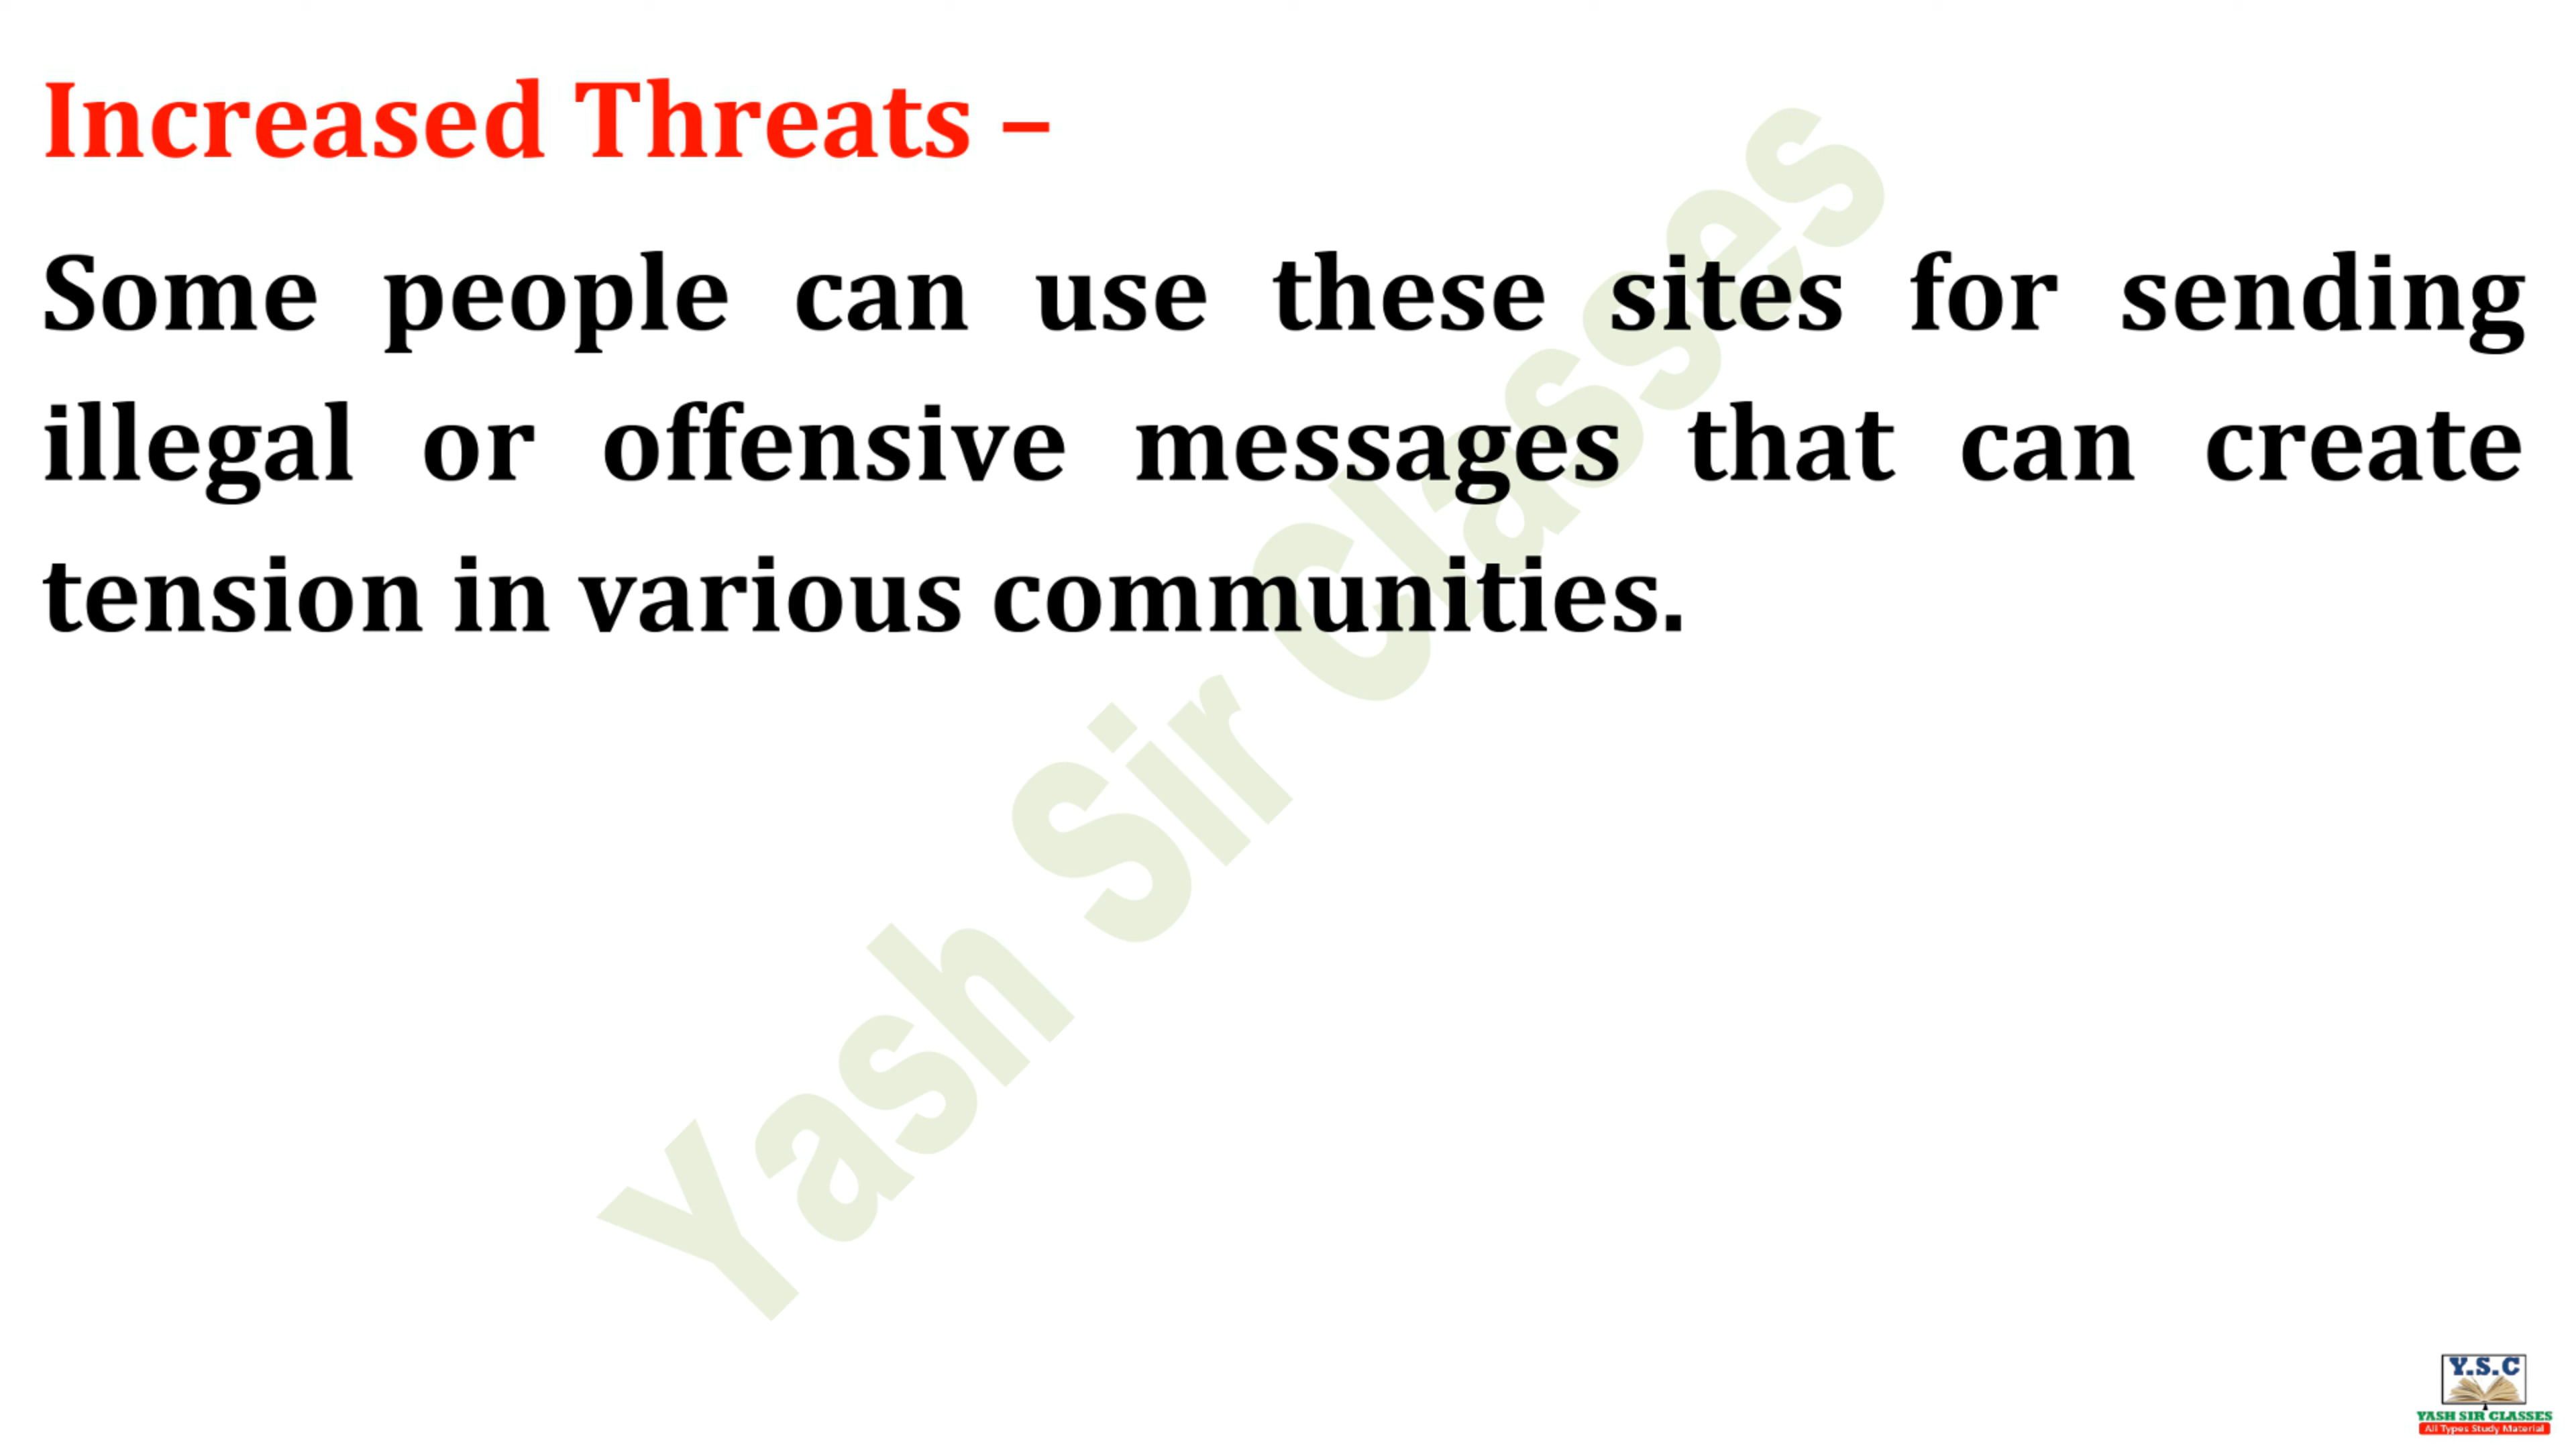 Increased Threats –
Some people can use these sites for sending
illegal or offensive messages that can create
tension in various communities.
Yash Sir Classes
Y.S.C
YASH SIR CLASSES
All Types Study Material